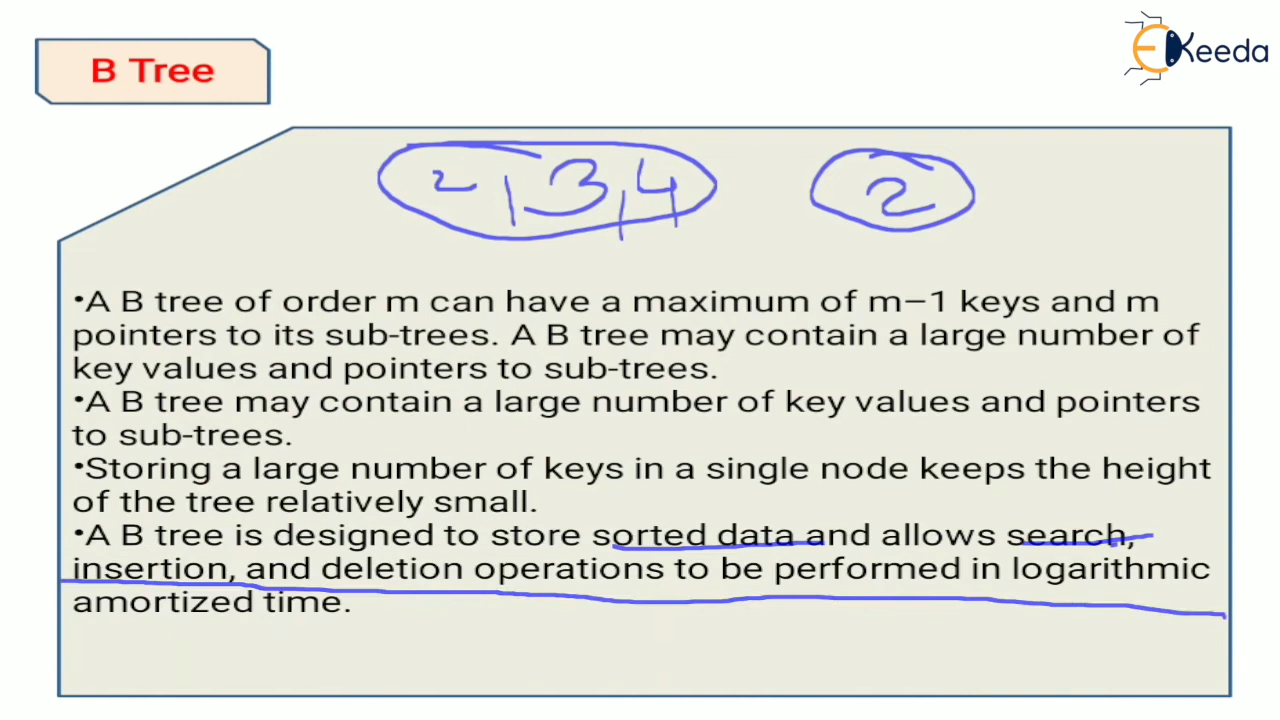 B Tree
EKeeda
2, 3, 4
2
•A B tree of order m can have a maximum of m–1 keys and m
pointers to its sub-trees. A B tree may contain a large number of
key values and pointers to sub-trees.
•A B tree may contain a large number of key values and pointers
to sub-trees.
•Storing a large number of keys in a single node keeps the height
of the tree relatively small.
•A B tree is designed to store sorted data and allows search,
insertion, and deletion operations to be performed in logarithmic
amortized time.